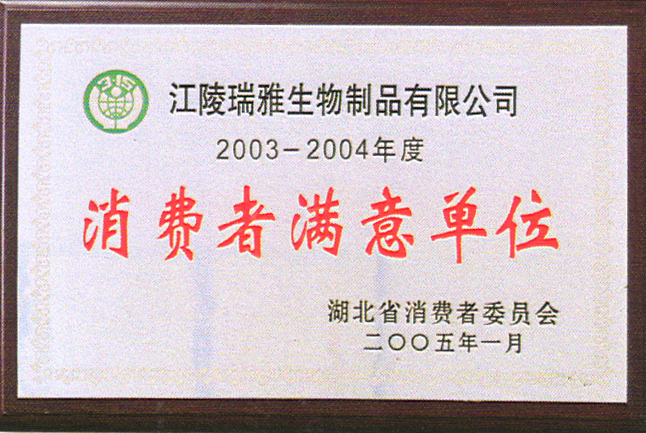 江陵瑞雅生物制品有限公司
2003-2004年度
消费者满意单位
湖北省消费者委员会
二〇〇五年一月